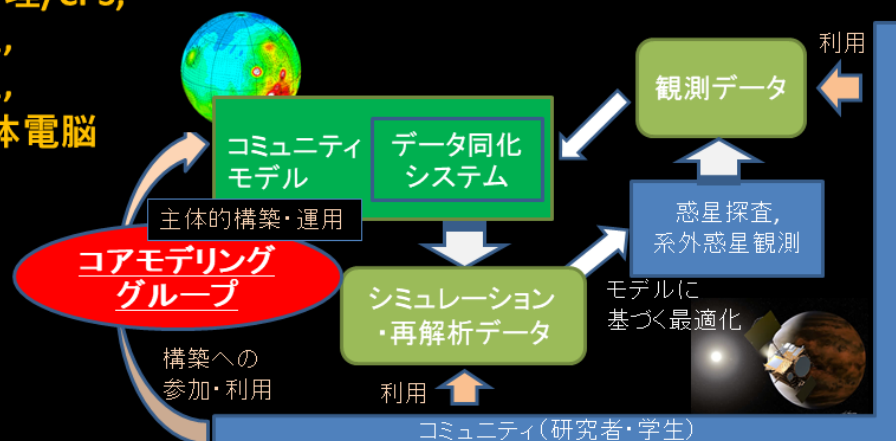 理/CPS,
体電脳
利用
観測データ
コミュニティ
モデル
データ同化
システム
主体的構築・運用
惑星探査,
系外惑星観測
コアモデリング
グループ
シミュレーション
・再解析データ
モデルに
基づく最適化
構築への
参加・利用
利用
コミュニティ(研究者・学生)